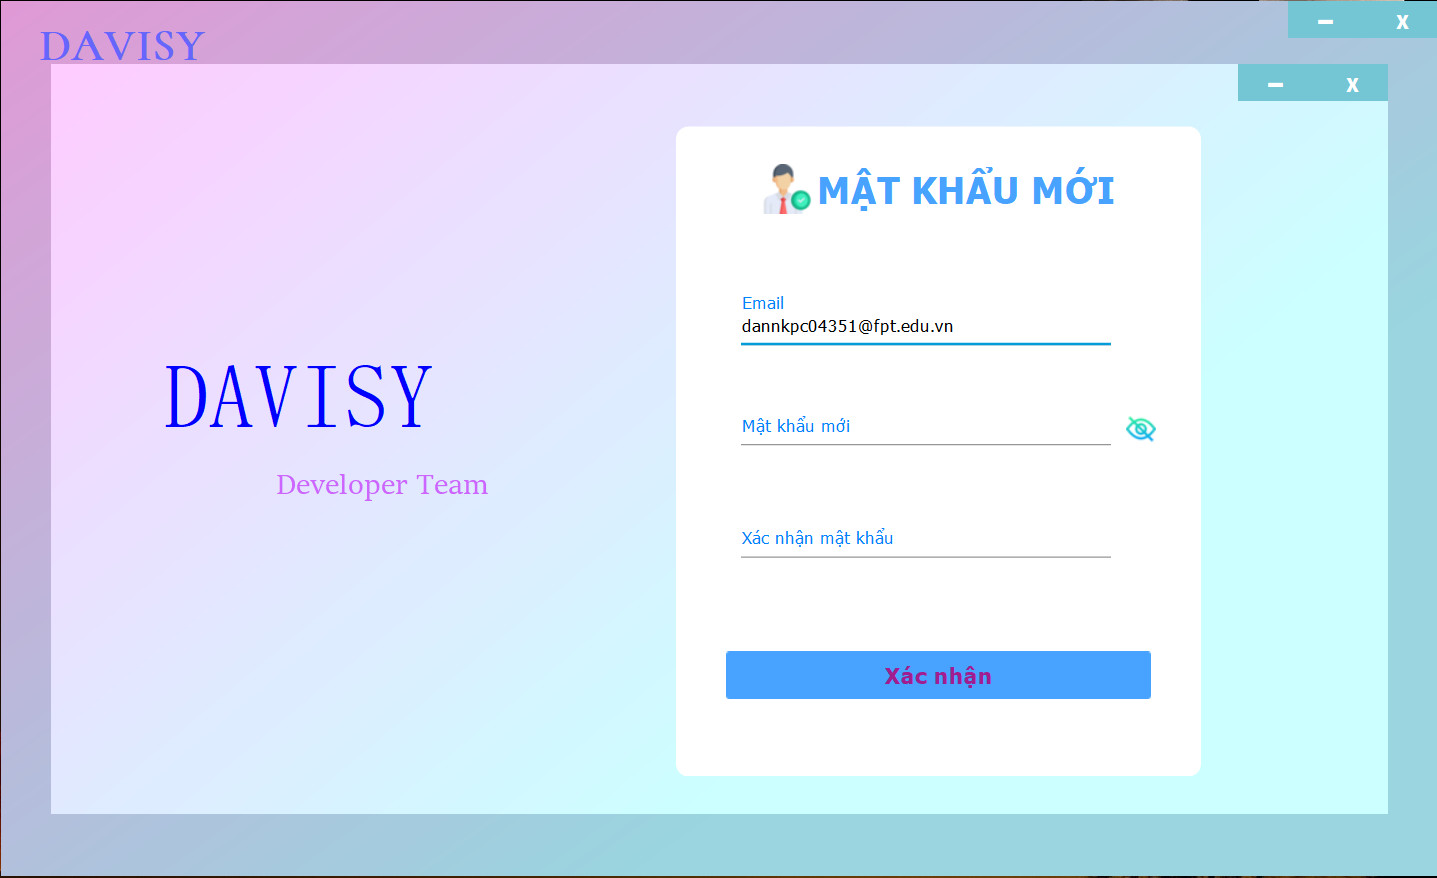 DAVISY
– X
– X
MẬT KHẨU MỚI
Email
dannkpc04351@fpt.edu.vn
Mật khẩu mới
Xác nhận mật khẩu
Xác nhận
DAVISY
Developer Team